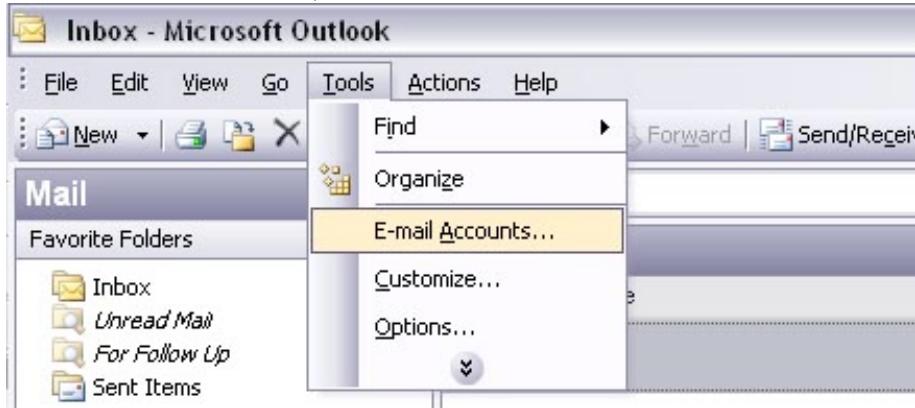 Inbox - Microsoft Outlook
File Edit View Go Tools Actions Help
New Forward Send/Recei
Find
Organize
Mail
E-mail Accounts...
Favorite Folders
Customize...
Inbox
Unread Mail
Options...
For Follow Up
Sent Items